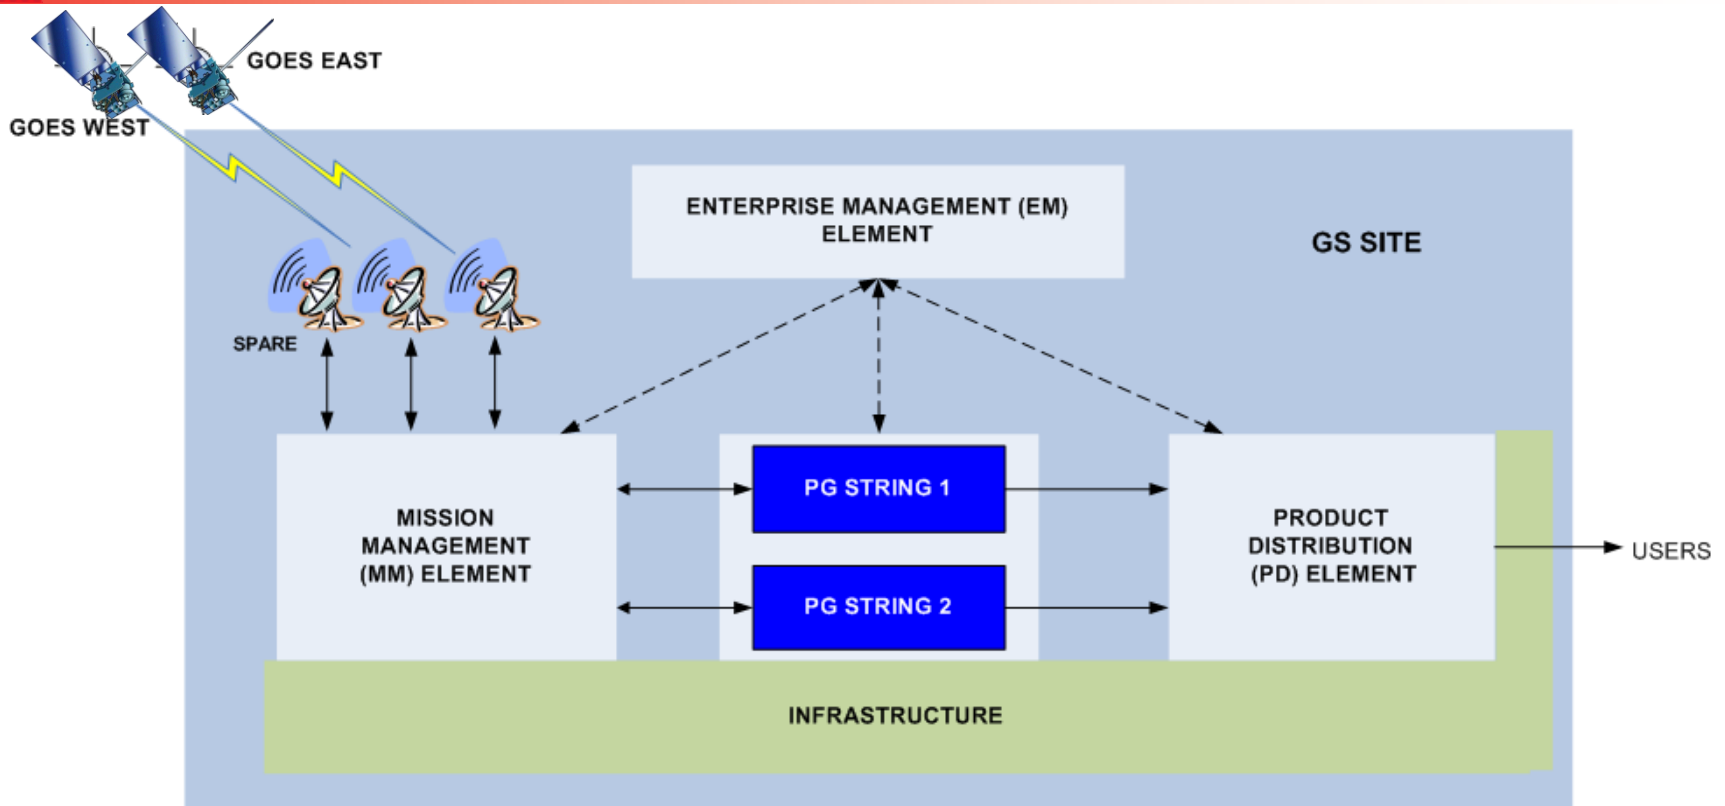 GOES EAST
GOES WEST
ENTERPRISE MANAGEMENT (EM)
ELEMENT
GS SITE
SPARE
MISSION
MANAGEMENT
(MM) ELEMENT
PG STRING 1
PG STRING 2
PRODUCT
DISTRIBUTION
(PD) ELEMENT
USERS
INFRASTRUCTURE